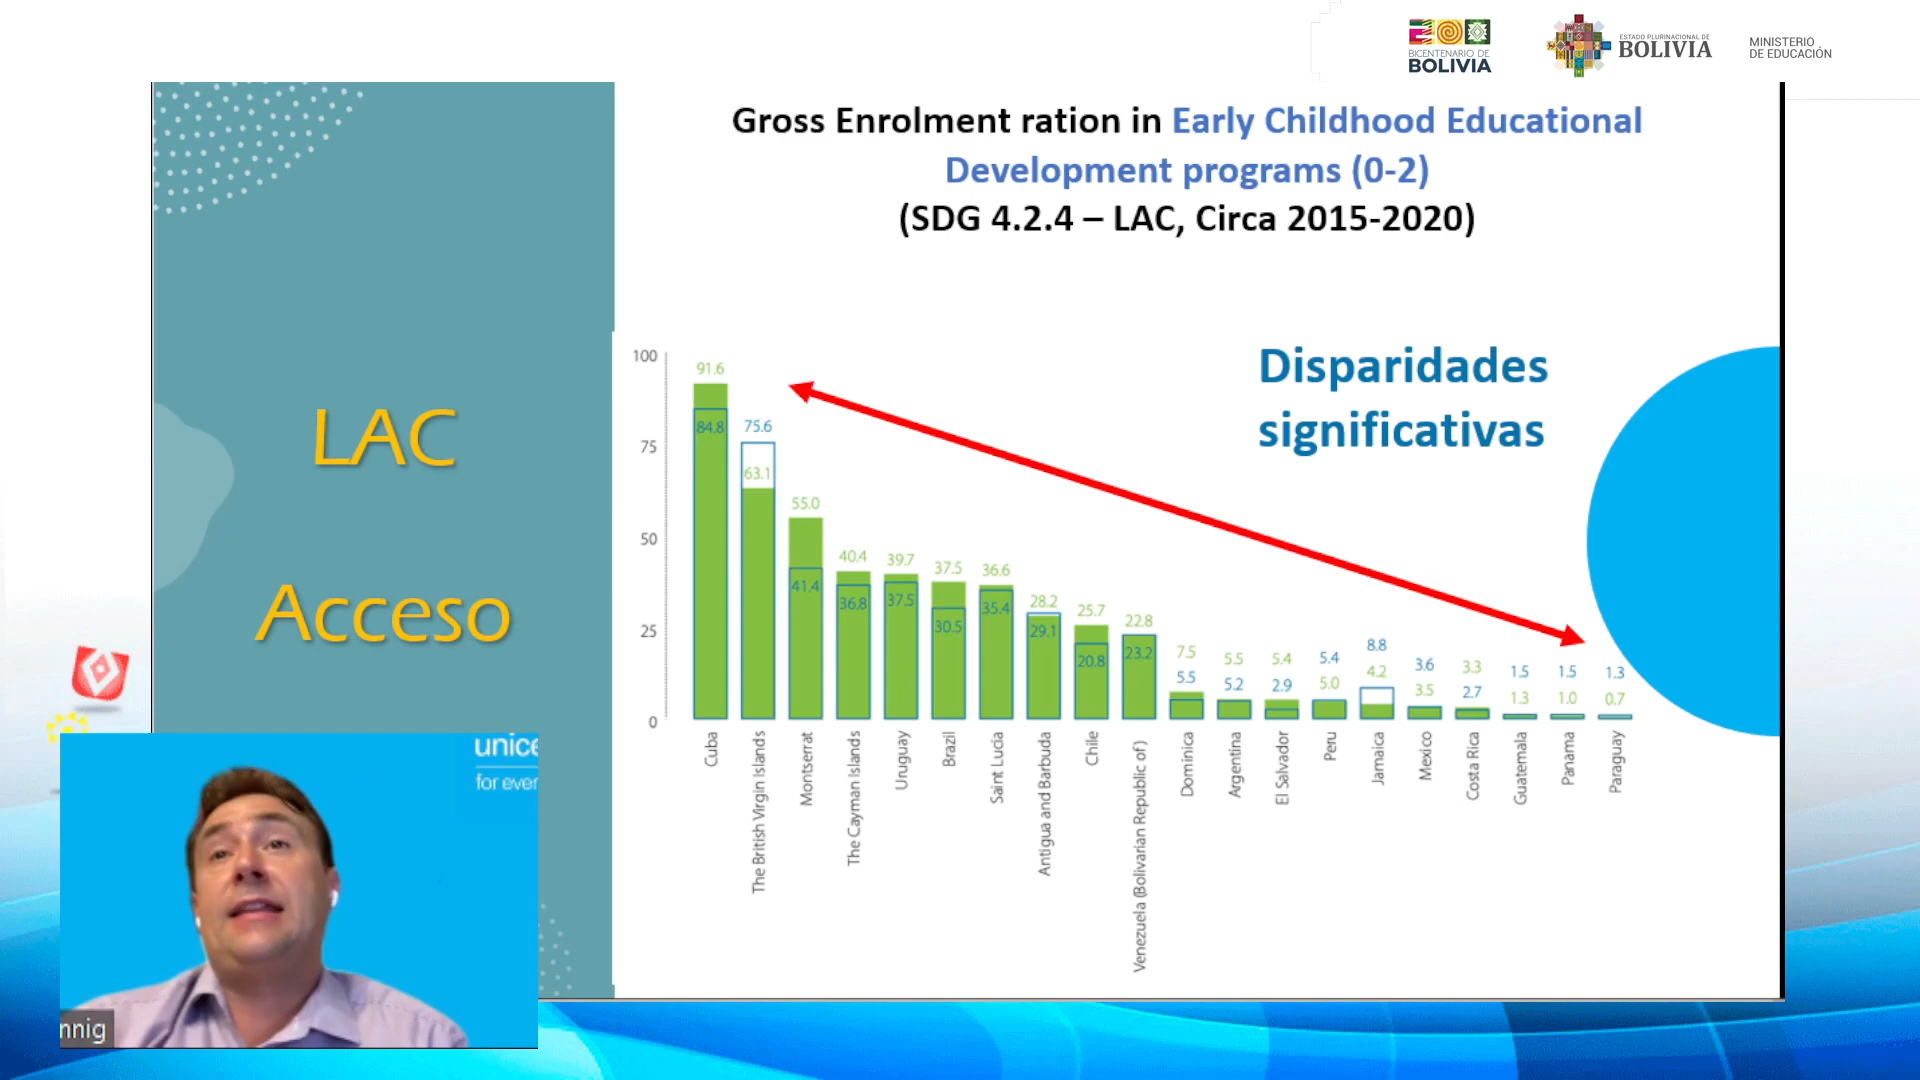 BICENTENARIO DE
BOLIVIA
ESTADO PLURINACIONAL DE
BOLIVIA
MINISTERIO
DE EDUCACIÓN
Gross Enrolment ration in Early Childhood Educational
Development programs (0-2)
(SDG 4.2.4 – LAC, Circa 2015-2020)
LAC
Acceso
Disparidades
significativas
100
75
50
25
0
91.6
84.8
75.6
63.1
55.0
41.4
40.4
36.8
39.7
37.5
37.5
30.5
36.6
35.4
28.2
29.1
25.7
20.8
22.8
23.2
7.5
5.5
5.5
5.2
5.4
2.9
5.4
5.0
8.8
4.2
3.6
3.5
3.3
2.7
1.5
1.3
1.5
1.0
1.3
0.7
Cuba
The British Virgin Islands
Montserrat
The Cayman Islands
Uruguay
Brazil
Saint Lucia
Antigua and Barbuda
Chile
Venezuela (Bolivarian Republic of)
Dominica
Argentina
El Salvador
Peru
Jamaica
Mexico
Costa Rica
Guatemala
Panama
Paraguay
unice
for ever
nnig